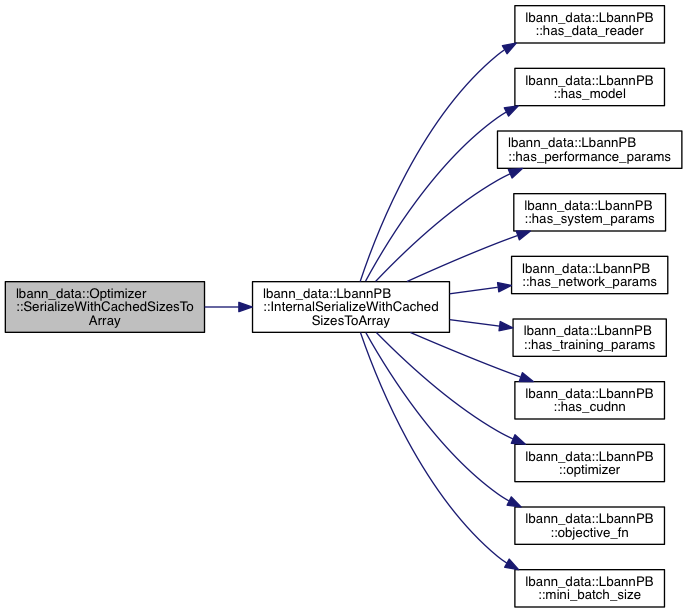 lbann_data::Optimizer
::SerializeWithCachedSizesTo
Array
lbann_data::LbannPB
::InternalSerializeWithCached
SizesToArray
lbann_data::LbannPB
::has_data_reader
lbann_data::LbannPB
::has_model
lbann_data::LbannPB
::has_performance_params
lbann_data::LbannPB
::has_system_params
lbann_data::LbannPB
::has_network_params
lbann_data::LbannPB
::has_training_params
lbann_data::LbannPB
::has_cudnn
lbann_data::LbannPB
::optimizer
lbann_data::LbannPB
::objective_fn
lbann_data::LbannPB
::mini_batch_size